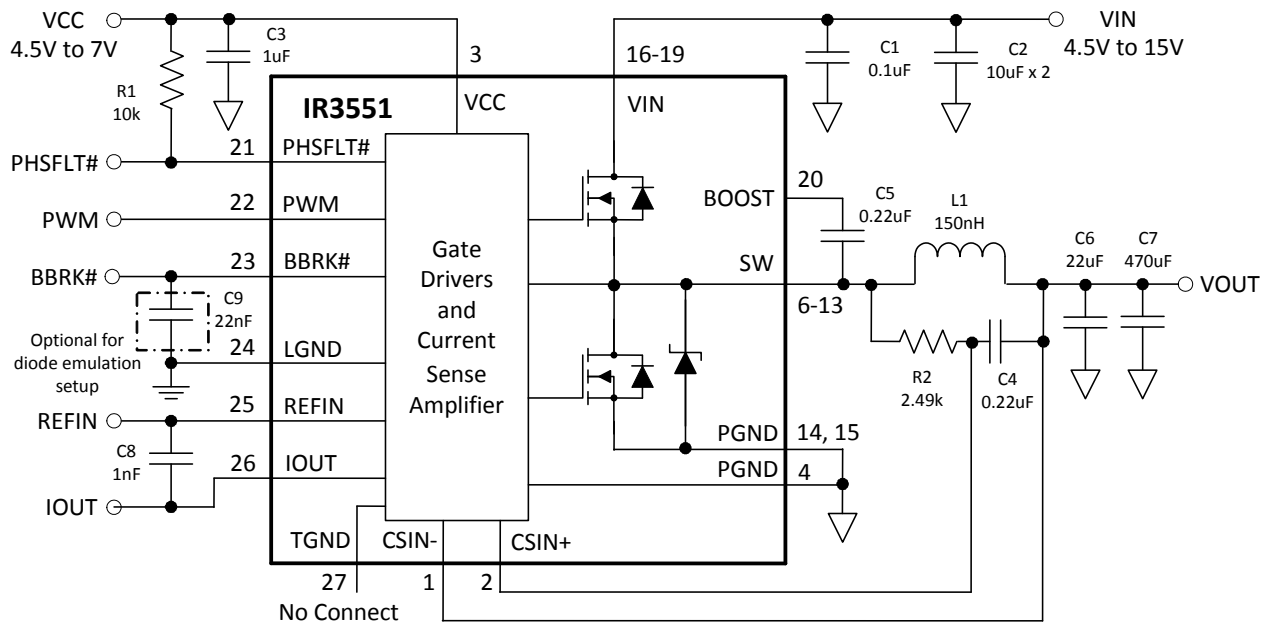 VCC
4.5V to 7V
C3
1uF
3
16-19
C1
0.1uF
C2
10uF x 2
VIN
4.5V to 15V
R1
10k
IR3551
VCC
VIN
PHSFLT#
21
PHSFLT#
PWM
22
PWM
BBRK#
23
BBRK#
C9
22nF
Optional for
diode emulation
setup
24
LGND
REFIN
25
REFIN
C8
1nF
26
IOUT
IOUT
Gate
Drivers
and
Current
Sense
Amplifier
BOOST
20
C5
0.22uF
L1
150nH
SW
6-13
C6
22uF
C7
470uF
VOUT
R2
2.49k
C4
0.22uF
PGND
14, 15
PGND
4
TGND
CSIN-
CSIN+
27
1
2
No Connect